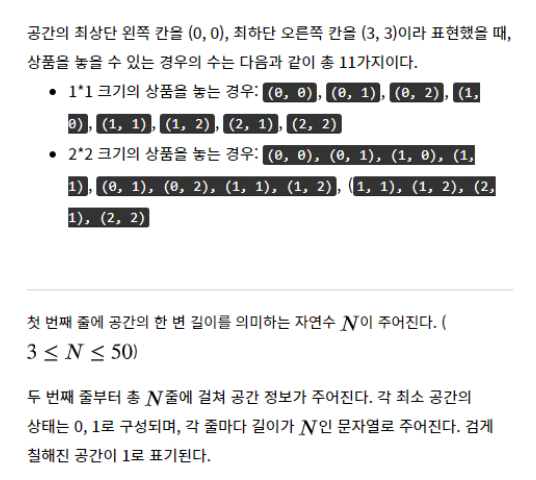 공간의 최상단 왼쪽 칸을 (0, 0), 최하단 오른쪽 칸을 (3, 3)이라 표현했을 때,
상품을 놓을 수 있는 경우의 수는 다음과 같이 총 11가지이다.
• 1*1 크기의 상품을 놓는 경우: (0, 0), (0, 1), (0, 2), (1,
0), (1, 1), (1, 2), (2, 1), (2, 2)
• 2*2 크기의 상품을 놓는 경우: (0, 0), (0, 1), (1, 0), (1,
1), (0, 1), (0, 2), (1, 1), (1, 2), (1, 1), (1, 2), (2,
1), (2, 2)
첫 번째 줄에 공간의 한 변 길이를 의미하는 자연수 N이 주어진다. (
3 ≤ N ≤ 50)
두 번째 줄부터 총 N줄에 걸쳐 공간 정보가 주어진다. 각 최소 공간의
상태는 0, 1로 구성되며, 각 줄마다 길이가 N인 문자열로 주어진다. 검게
칠해진 공간이 1로 표기된다.